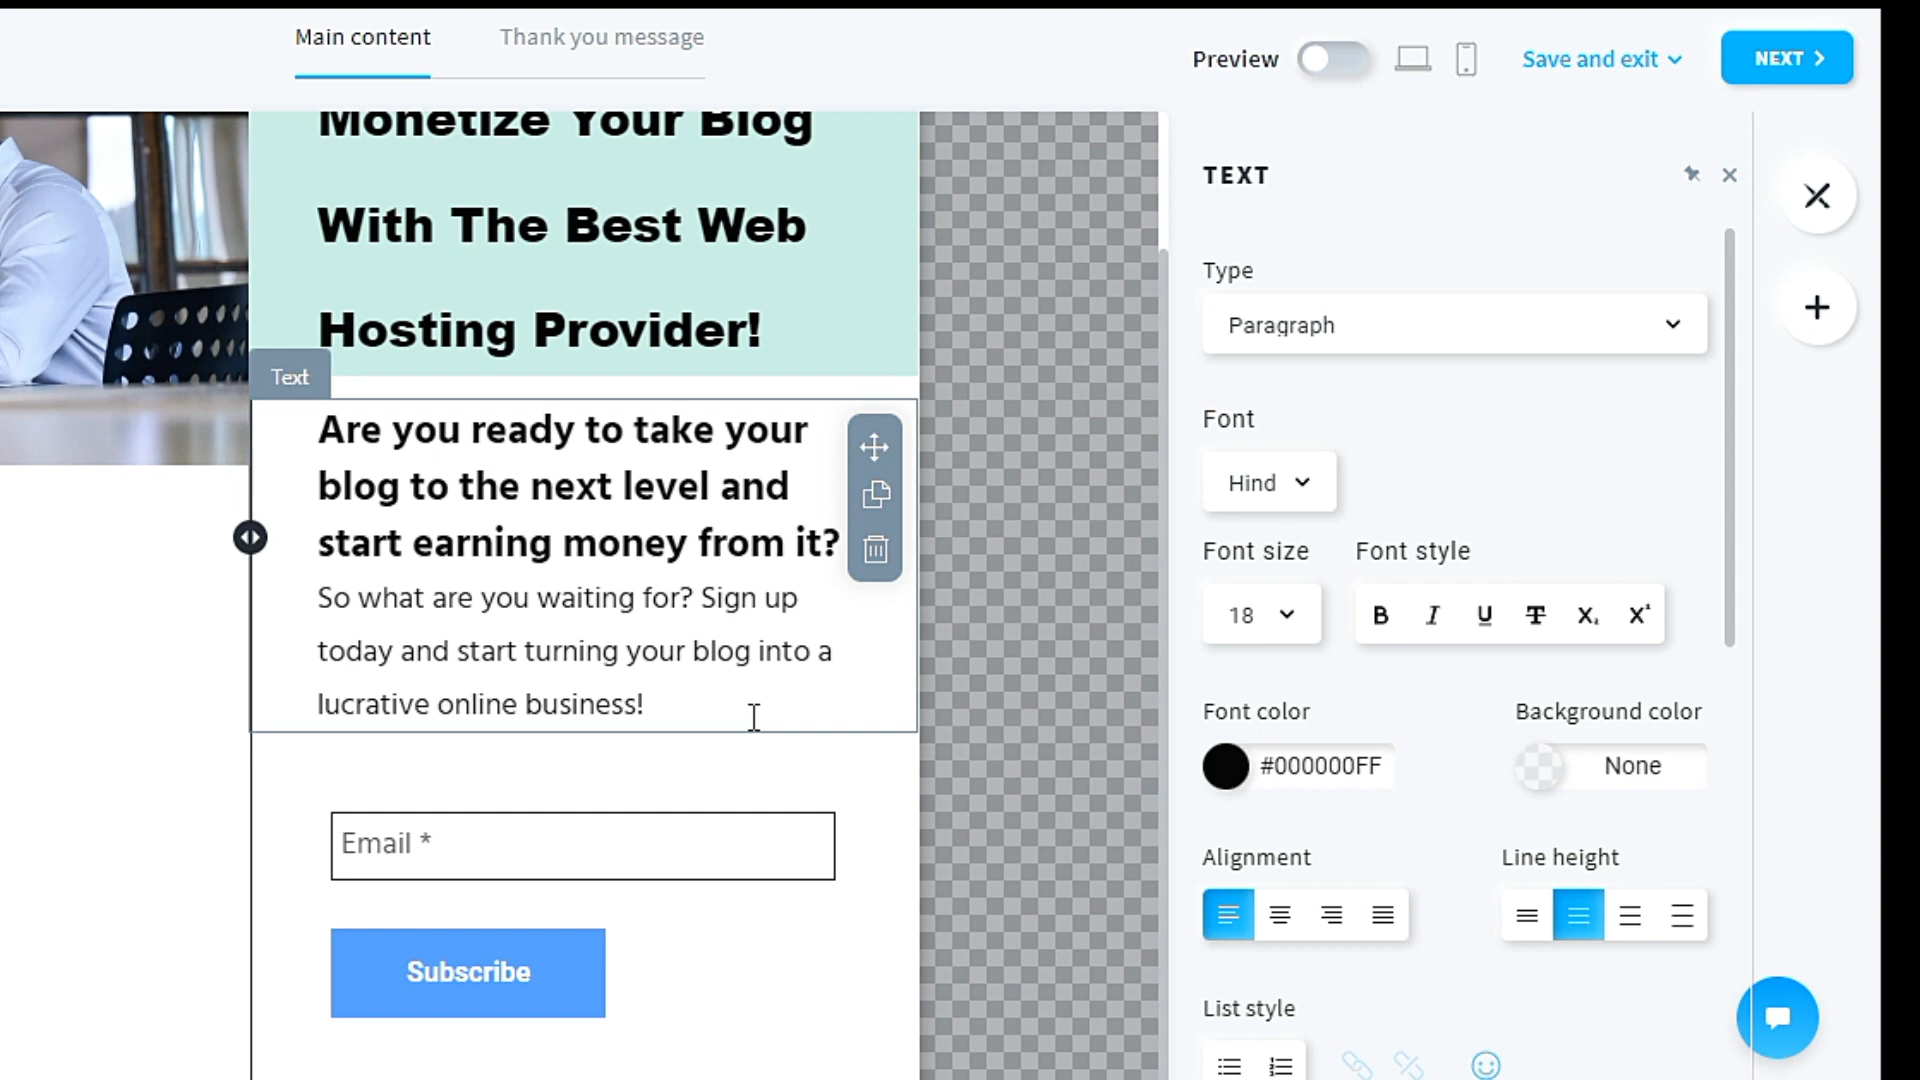 Main content
Thank you message
Preview
Save and exit
NEXT
Monetize Your Blog
With The Best Web
Hosting Provider!
Text
Are you ready to take your
blog to the next level and
start earning money from it?
So what are you waiting for? Sign up
today and start turning your blog into a
lucrative online business!
Email *
Subscribe
TEXT
Type
Paragraph
Font
Hind
Font size
Font style
18
B I U T X, X'
Font color
Background color
#000000FF
None
Alignment
Line height
List style